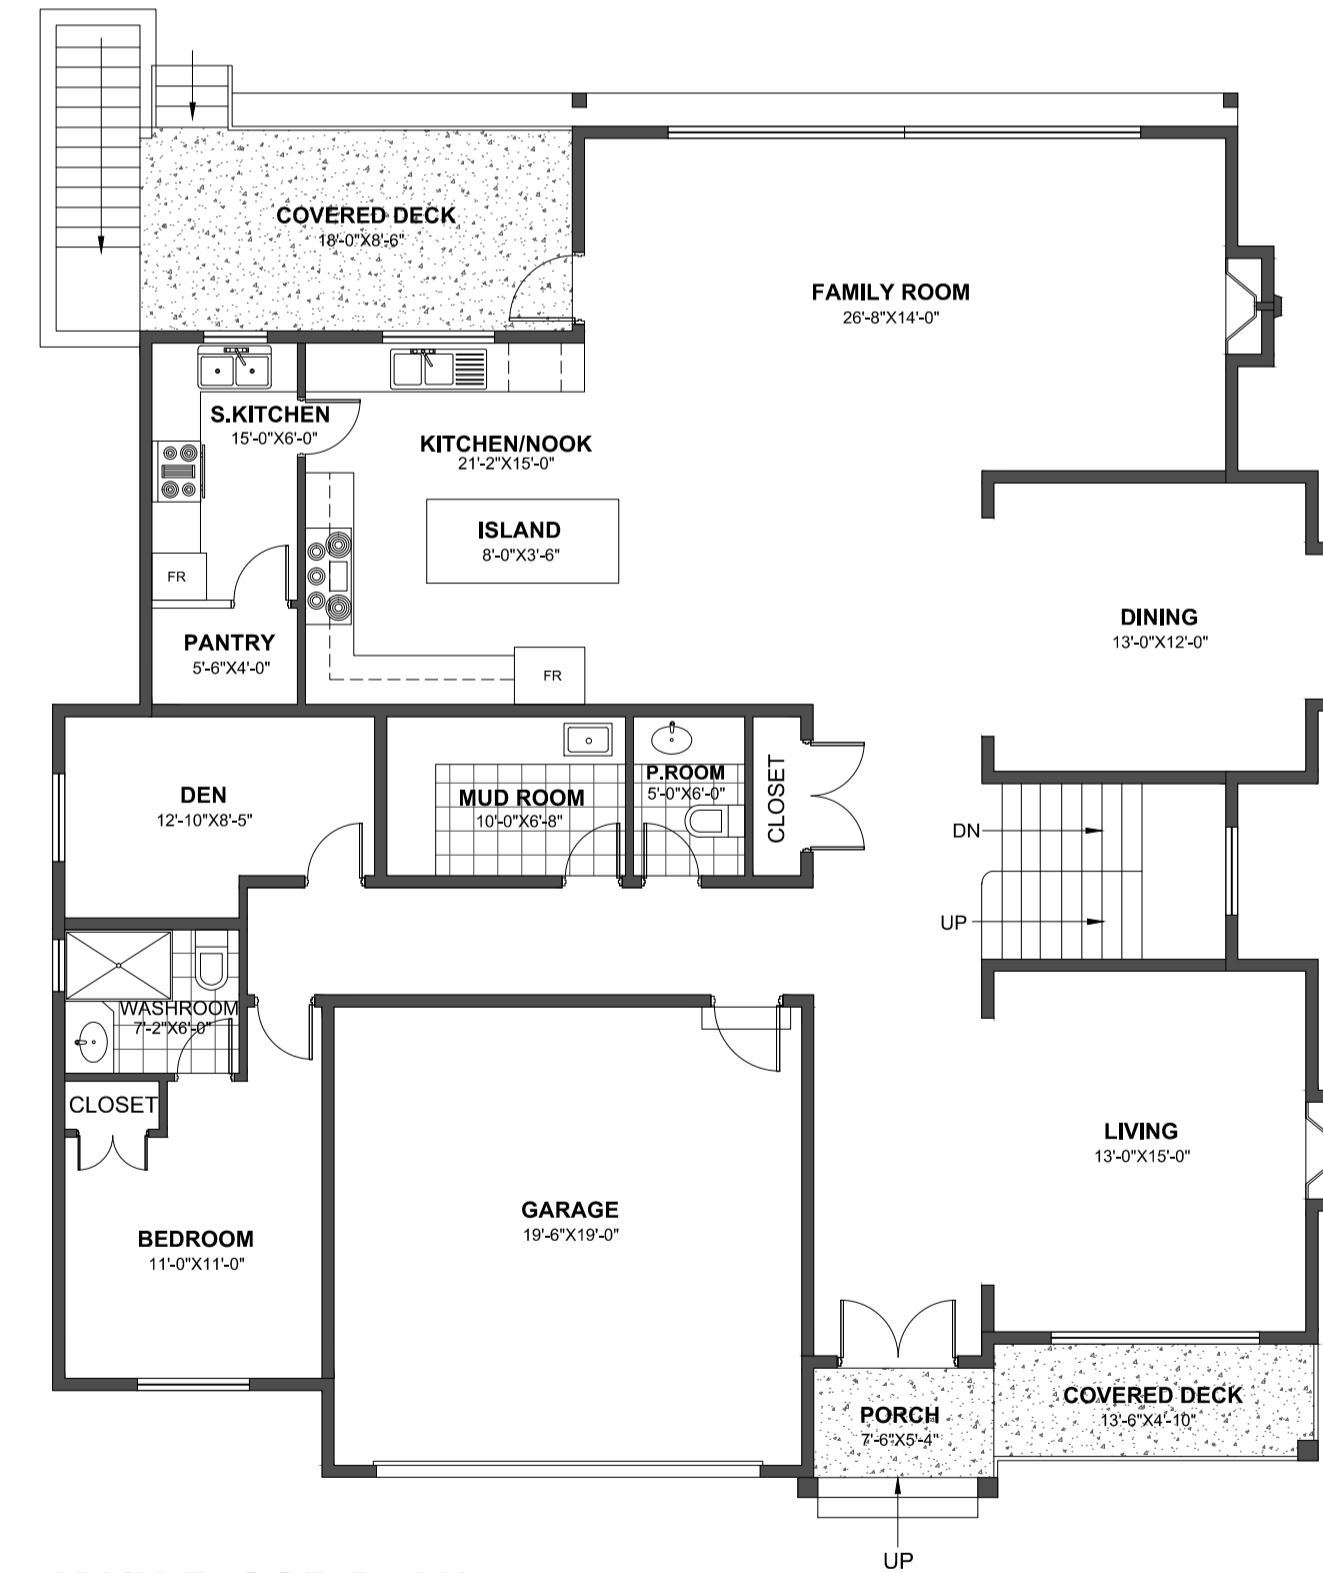 COVERED DECK
18'-0"X8'-6"
FAMILY ROOM
26'-8"X14'-0"
S.KITCHEN
15'-0"X6'-0"
KITCHEN/NOOK
21'-2"X15'-0"
ISLAND
8'-0"X3'-6"
FR
DINING
13'-0"X12'-0"
PANTRY
5'-6"X4'-0"
FR
DEN
12'-10"X8'-5"
MUD ROOM
10'-0"X6'-8"
P.ROOM
5'-0"X6'-0"
CLOSET
DN
UP
WASHROOM
7'-2"X6'-0"
CLOSET
LIVING
13'-0"X15'-0"
BEDROOM
11'-0"X11'-0"
GARAGE
19'-6"X19'-0"
PORCH
7'-6"X5'-4"
COVERED DECK
13'-6"X4'-10"
UP